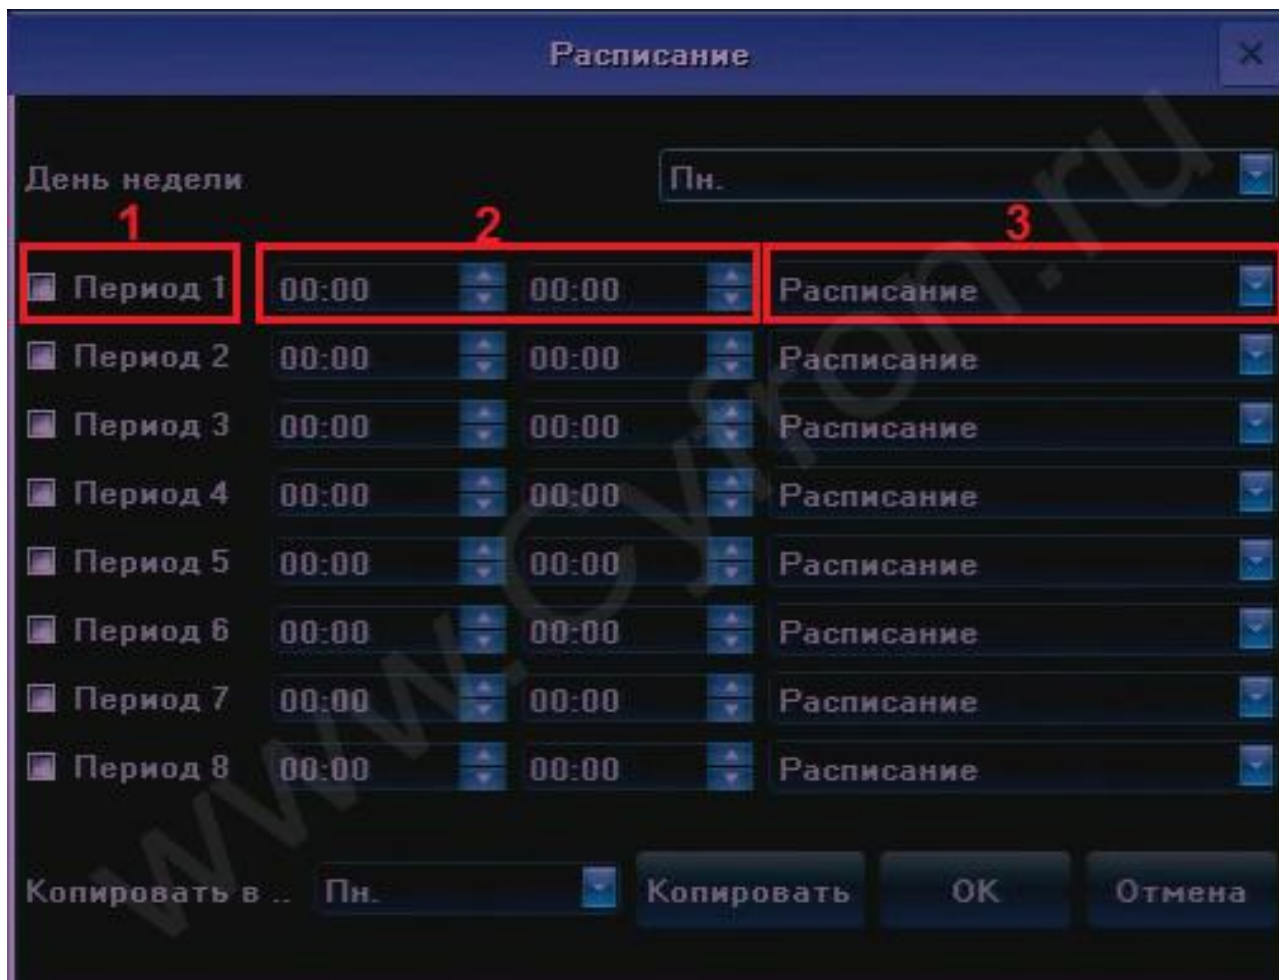 Расписание
День недели Пн.
1 2 3
Период 1 00:00 00:00 Расписание
Период 2 00:00 00:00 Расписание
Период 3 00:00 00:00 Расписание
Период 4 00:00 00:00 Расписание
Период 5 00:00 00:00 Расписание
Период 6 00:00 00:00 Расписание
Период 7 00:00 00:00 Расписание
Период 8 00:00 00:00 Расписание
Копировать в .. Пн. Копировать OK Отмена
www.Cyfron.ru